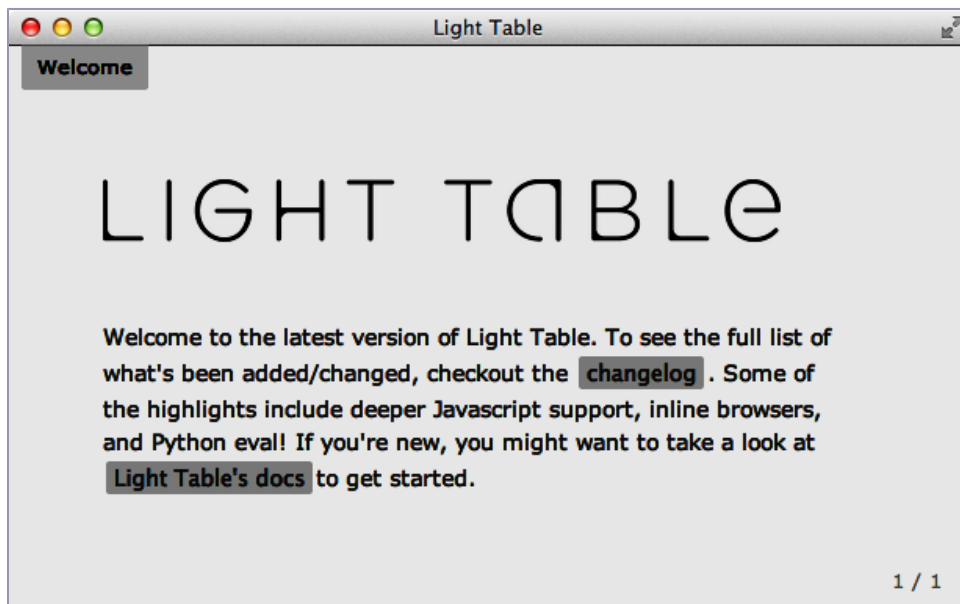 Light Table
Welcome
LIGHT TABLe
Welcome to the latest version of Light Table. To see the full list of
what's been added/changed, checkout the changelog . Some of
the highlights include deeper Javascript support, inline browsers,
and Python eval! If you're new, you might want to take a look at
Light Table's docs to get started.
1 / 1